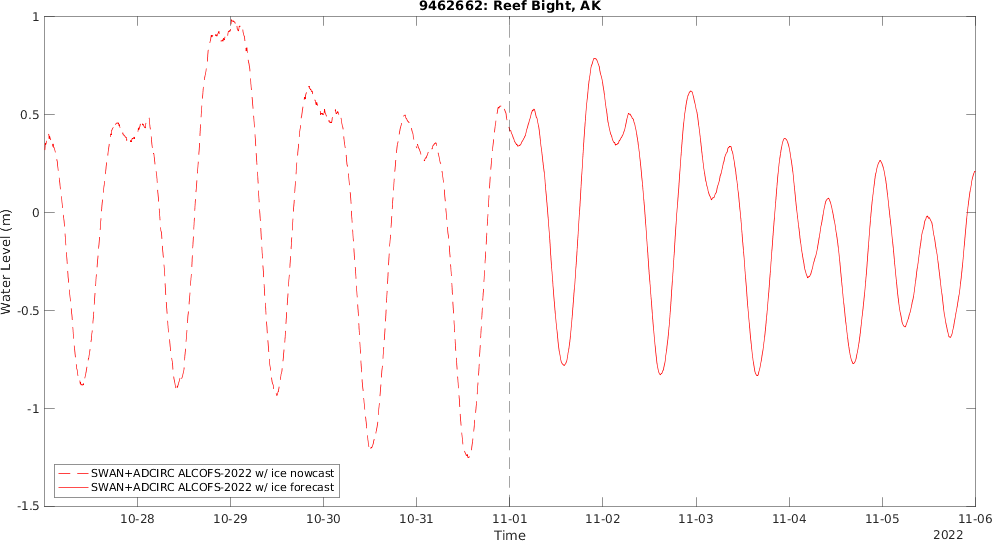 9462662: Reef Bight, AK
1
0.5
0
-0.5
-1
-1.5
Water Level (m)
SWAN+ADCIRC ALCOFS-2022 w/ ice nowcast
SWAN+ADCIRC ALCOFS-2022 w/ ice forecast
10-28 10-29 10-30 10-31 11-01 11-02 11-03 11-04 11-05 11-06
Time
2022